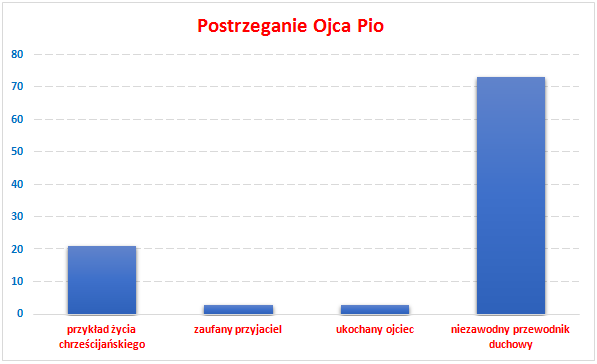 Postrzeganie Ojca Pio
80
70
60
50
40
30
20
10
0
przykład życia
chrześcijańskiego
zaufany przyjaciel
ukochany ojciec
niezawodny przewodnik
duchowy